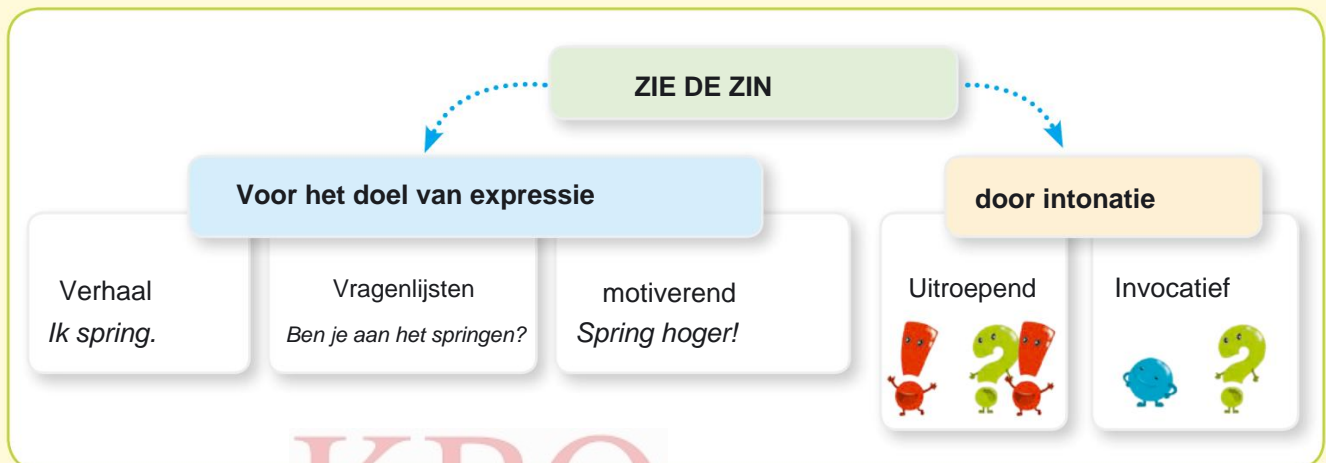 ZIE DE ZIN
Voor het doel van expressie
door intonatie
Verhaal
Ik spring.
Vragenlijsten
Ben je aan het springen?
motiverend
Spring hoger!
Uitroepend
Invocatief